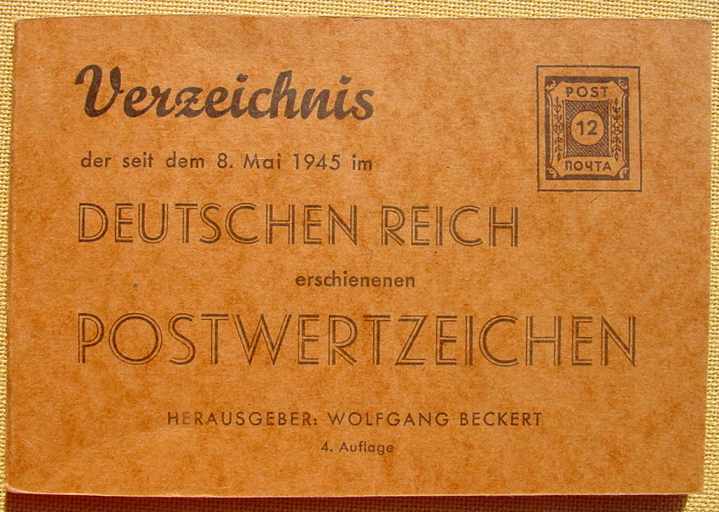 Verzeichnis
POST
12
ПОЧТА
der seit dem 8. Mai 1945 im
DEUTSCHEN REICH
erschienenen
POSTWERTZEICHEN
HERAUSGEBER: WOLFGANG BECKERT
4. Auflage